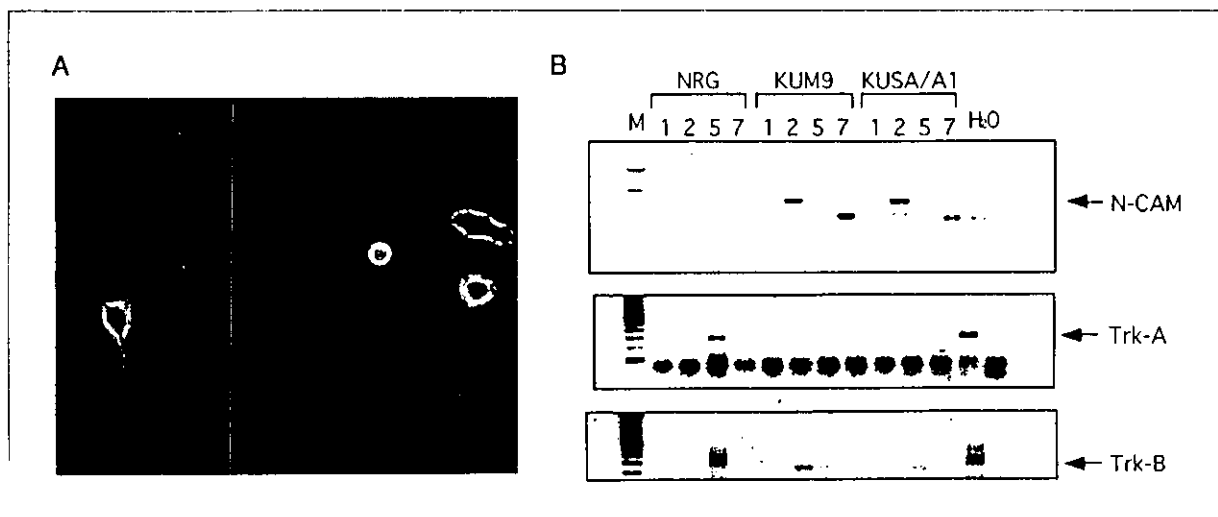 A
B
NRG KUM9 KUSA/A1
M 1 2 5 7 1 2 5 7 1 2 5 7 H2O
N-CAM
Trk-A
Trk-B